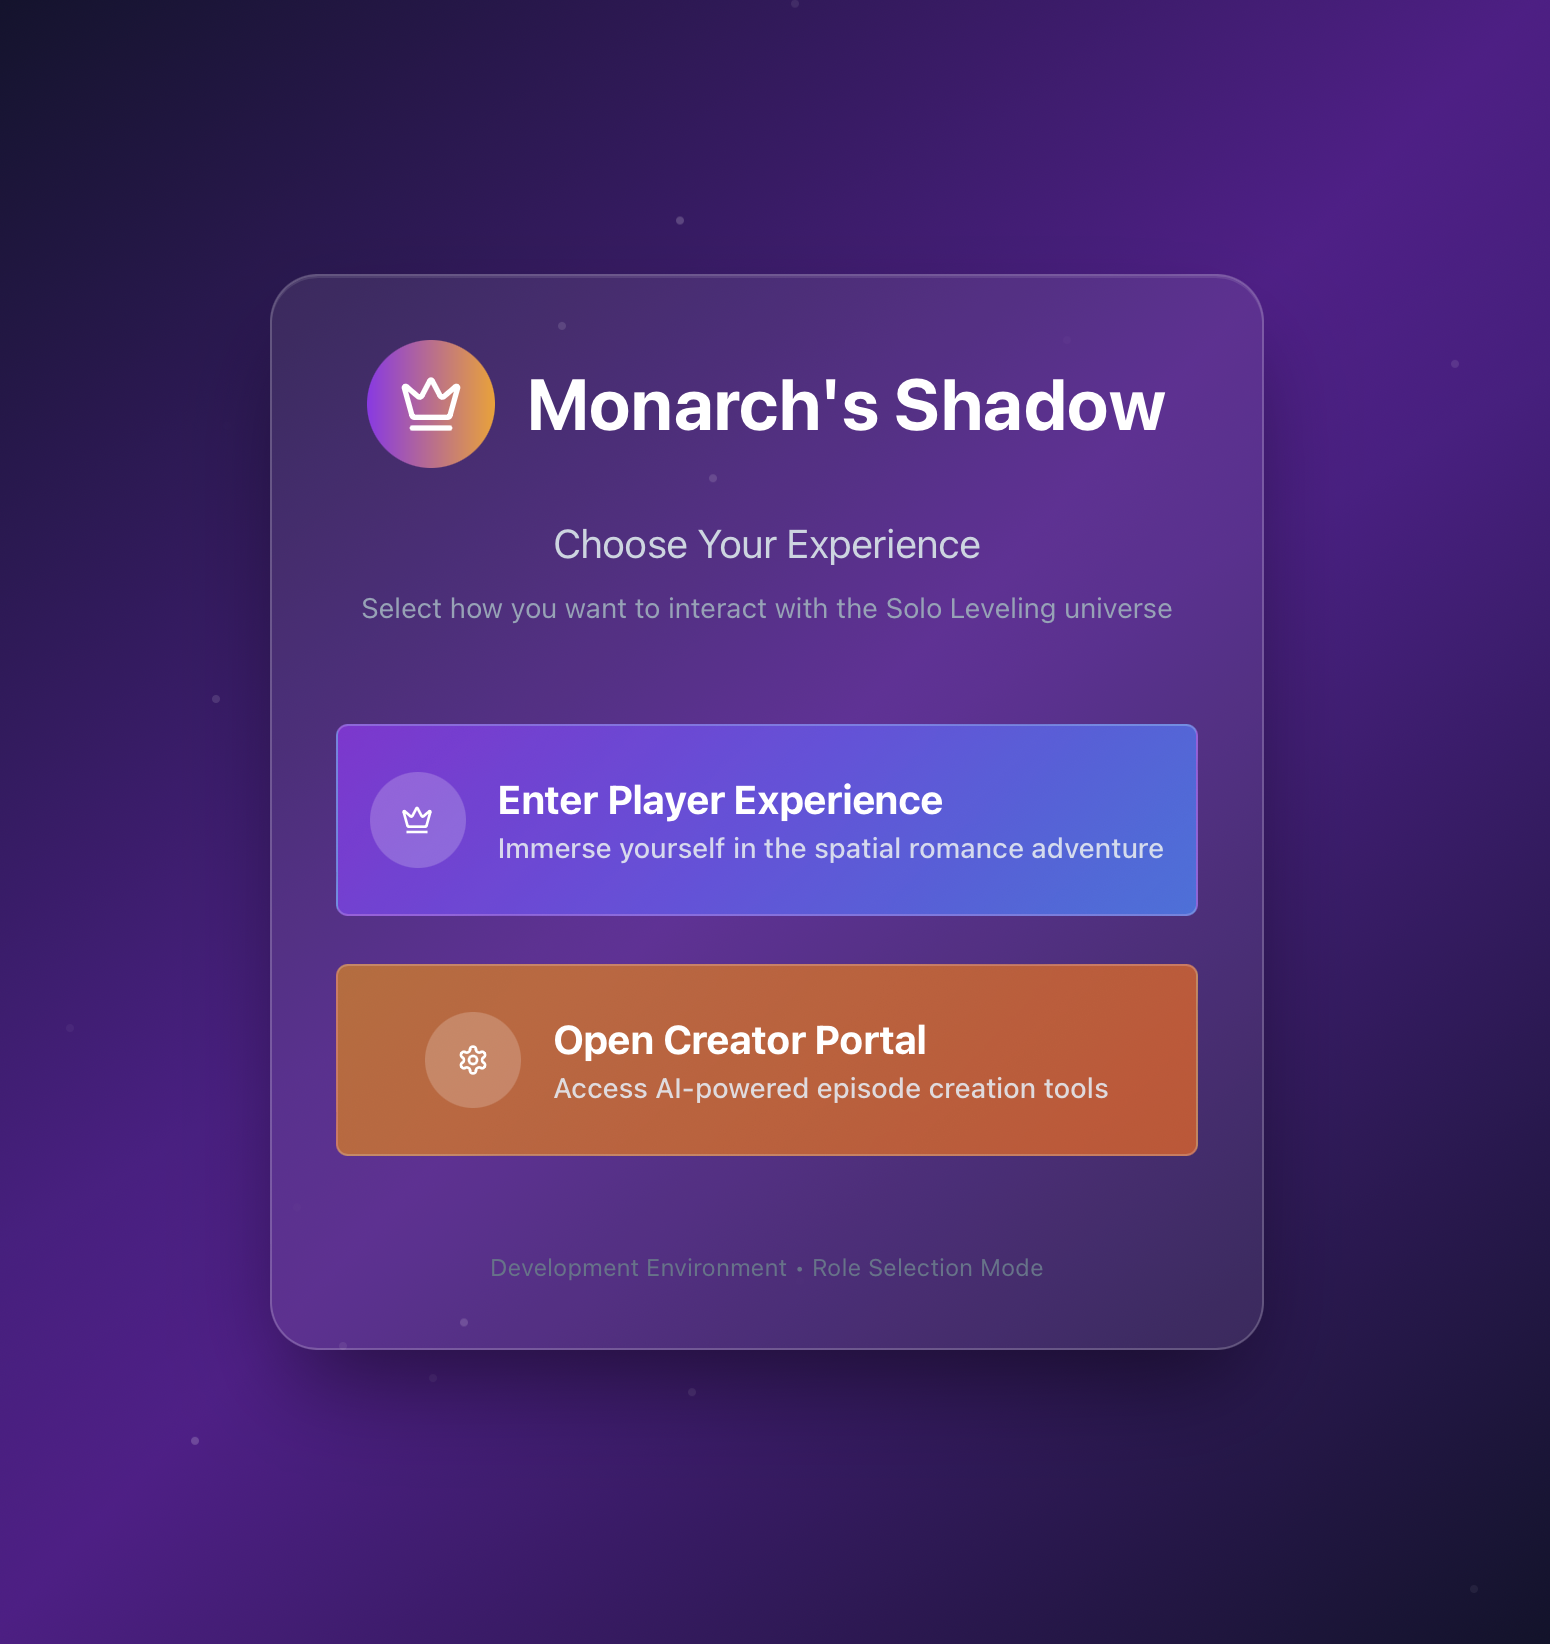 Monarch's Shadow
Choose Your Experience
Select how you want to interact with the Solo Leveling universe
Enter Player Experience
Immerse yourself in the spatial romance adventure
Open Creator Portal
Access AI-powered episode creation tools
Development Environment • Role Selection Mode